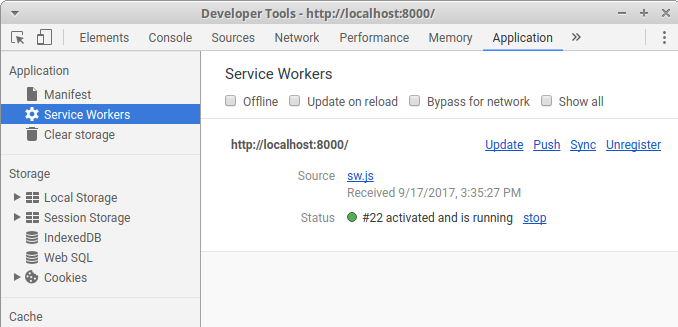 Developer Tools - http://localhost:8000/
Elements Console Sources Network Performance Memory Application »
Application
Manifest
Service Workers
Clear storage
Storage
Local Storage
Session Storage
IndexedDB
Web SQL
Cookies
Cache
Service Workers
Offline Update on reload Bypass for network Show all
http://localhost:8000/ Update Push Sync Unregister
Source sw.js
Received 9/17/2017, 3:35:27 PM
Status #22 activated and is running stop